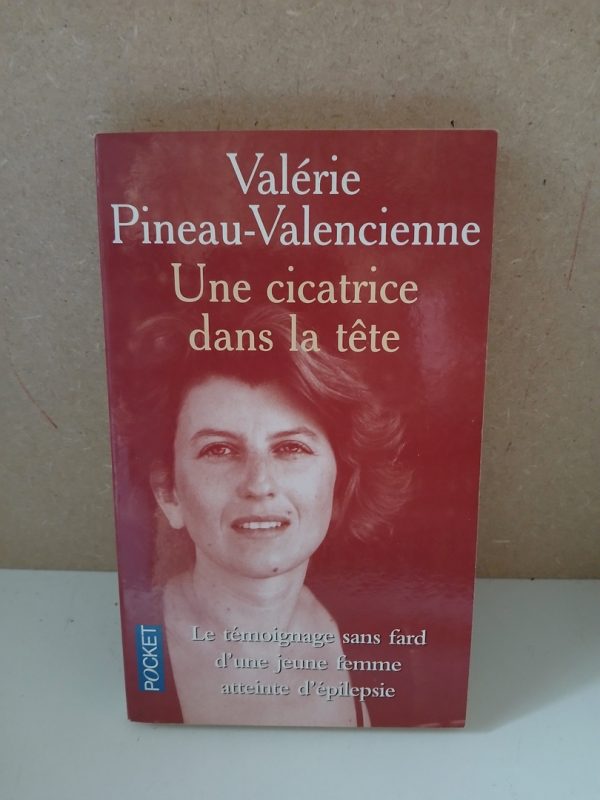 Valérie
Pineau-Valencienne
Une cicatrice
dans la tête
Le témoignage sans fard
d'une jeune femme
atteinte d'épilepsie
POCKET